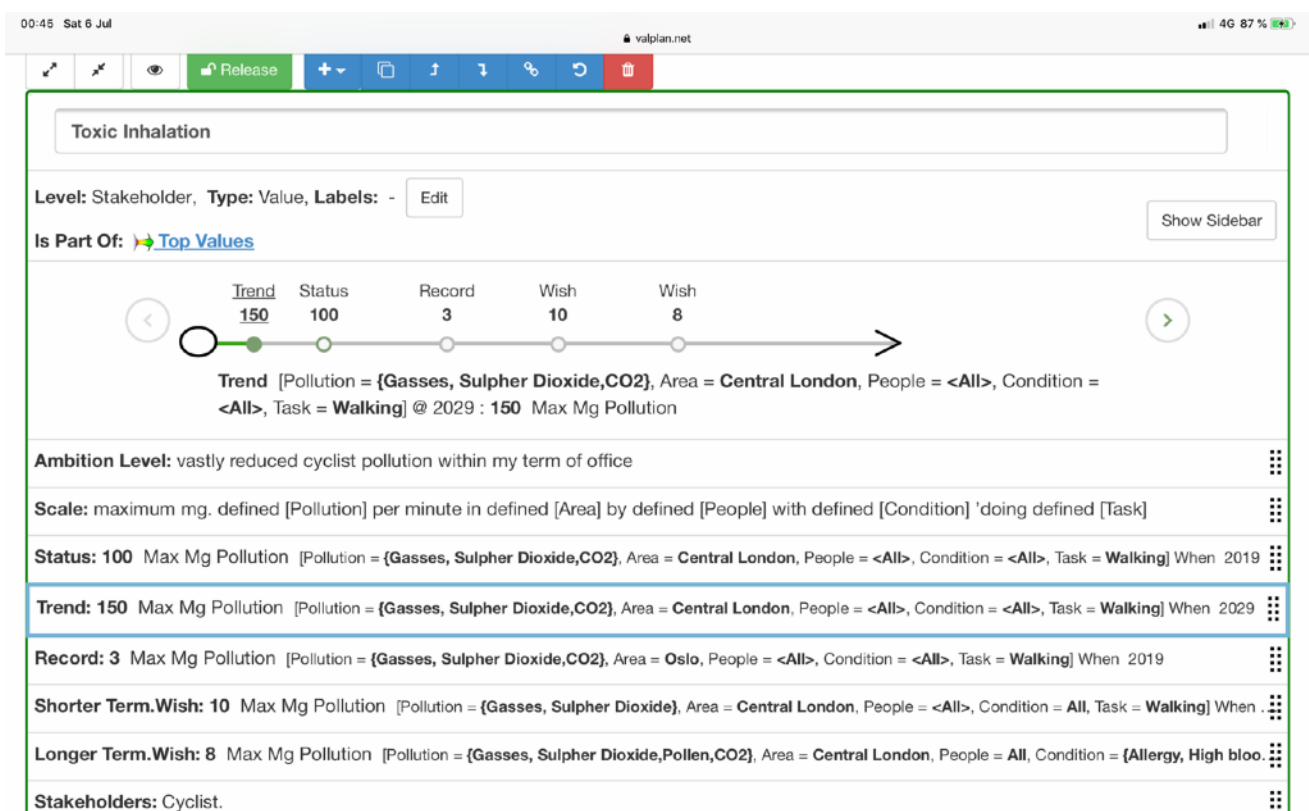 00:45 Sat 6 Jul
4G 87 %
valplan.net
Release
Toxic Inhalation
Level: Stakeholder, Type: Value, Labels: - Edit
Show Sidebar
Is Part Of: Top Values
Trend Status Record Wish Wish
150 100 3 10 8
Trend [Pollution = {Gasses, Sulpher Dioxide,CO2}, Area = Central London, People = <All>, Condition =
<All>, Task = Walking] @ 2029 : 150 Max Mg Pollution
Ambition Level: vastly reduced cyclist pollution within my term of office
Scale: maximum mg. defined [Pollution] per minute in defined [Area] by defined [People] with defined [Condition] 'doing defined [Task]
Status: 100 Max Mg Pollution [Pollution = {Gasses, Sulpher Dioxide,CO2}, Area = Central London, People = <All>, Condition = <All>, Task = Walking] When 2019
Trend: 150 Max Mg Pollution [Pollution = {Gasses, Sulpher Dioxide,CO2}, Area = Central London, People = <All>, Condition = <All>, Task = Walking] When 2029
Record: 3 Max Mg Pollution [Pollution = {Gasses, Sulpher Dioxide,CO2}, Area = Oslo, People = <All>, Condition = <All>, Task = Walking] When 2019
Shorter Term.Wish: 10 Max Mg Pollution [Pollution = {Gasses, Sulpher Dioxide}, Area = Central London, People = <All>, Condition = All, Task = Walking] When ..
Longer Term.Wish: 8 Max Mg Pollution [Pollution = {Gasses, Sulpher Dioxide,Pollen,CO2}, Area = Central London, People = All, Condition = {Allergy, High bloo..
Stakeholders: Cyclist.